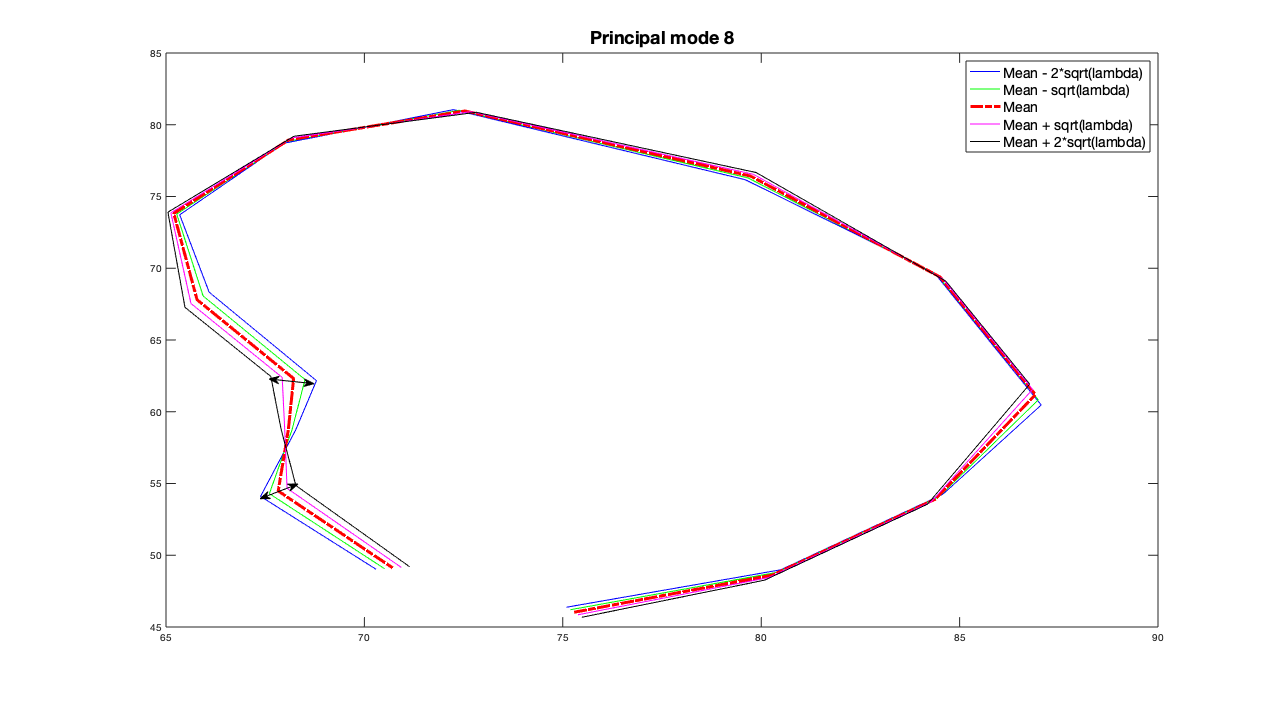 Principal mode 8
85
80
75
70
65
60
55
50
45
65 70 75 80 85 90
Mean - 2*sqrt(lambda)
Mean - sqrt(lambda)
Mean
Mean + sqrt(lambda)
Mean + 2*sqrt(lambda)